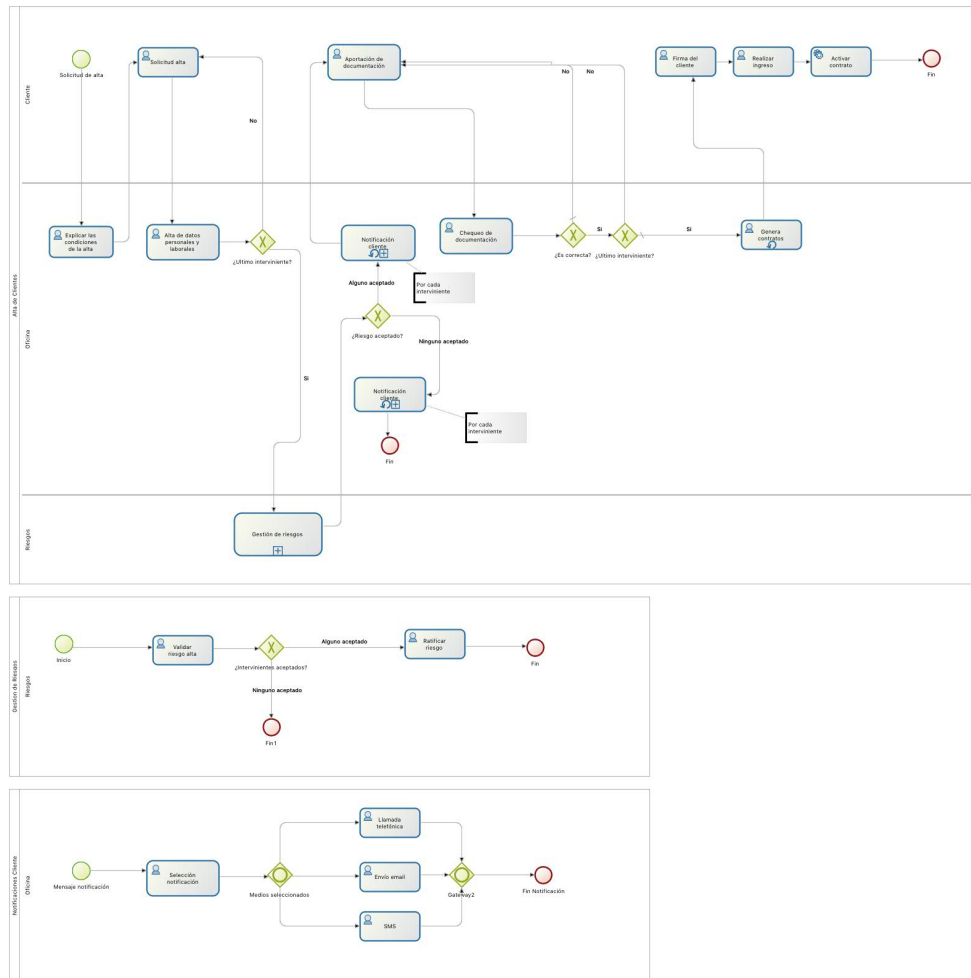 Alta de Clientes
Cliente
Solicitud de alta
Solicitud alta
No
Aportación de
documentación
No
No
Firma del
cliente
Realizar
ingreso
Activar
contrato
Fin
Oficina
Explicar las
condiciones
de la alta
Alta de datos
personales y
laborales
¿Ultimo interviniente?
Si
Notificación
cliente
Por cada
interviniente
Alguno aceptado
¿Riesgo aceptado?
Ninguno aceptado
Notificación
cliente
Por cada
interviniente
Fin
Chequeo de
documentación
¿Es correcta?
Si
¿Ultimo interviniente?
Si
Genera
contratos
Riesgos
Gestión de riesgos
Gestion de Riesgos
Riesgos
Inicio
Validar
riesgo alta
¿Intervinientes aceptados?
Alguno aceptado
Ninguno aceptado
Ratificar
riesgo
Fin
Fin1
Notificaciones Cliente
Oficina
Mensaje notificación
Selección
notificación
Medios seleccionados
Llamada
telefónica
Envío email
SMS
Gateway2
Fin Notificación